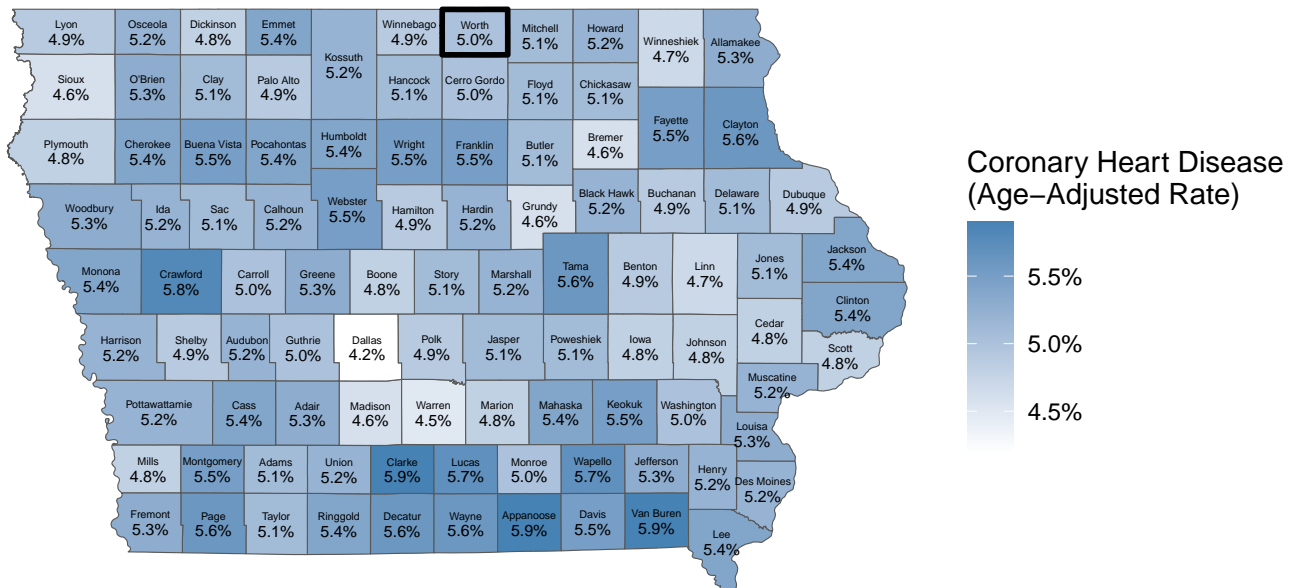 Lyon
4.9%
Osceola
5.2%
Dickinson
4.8%
Emmet
5.4%
Kossuth
5.2%
Winnebago
4.9%
Worth
5.0%
Mitchell
5.1%
Howard
5.2%
Winneshiek
4.7%
Allamakee
5.3%
Sioux
4.6%
O'Brien
5.3%
Clay
5.1%
Palo Alto
4.9%
Hancock
5.1%
Cerro Gordo
5.0%
Floyd
5.1%
Chickasaw
5.1%
Fayette
5.5%
Clayton
5.6%
Plymouth
4.8%
Cherokee
5.4%
Buena Vista
5.5%
Pocahontas
5.4%
Humboldt
5.4%
Wright
5.5%
Franklin
5.5%
Butler
5.1%
Bremer
4.6%
Woodbury
5.3%
Ida
5.2%
Sac
5.1%
Calhoun
5.2%
Webster
5.5%
Hamilton
4.9%
Hardin
5.2%
Grundy
4.6%
Black Hawk
5.2%
Buchanan
4.9%
Delaware
5.1%
Dubuque
4.9%
Monona
5.4%
Crawford
5.8%
Carroll
5.0%
Greene
5.3%
Boone
4.8%
Story
5.1%
Marshall
5.2%
Tama
5.6%
Benton
4.9%
Linn
4.7%
Jones
5.1%
Jackson
5.4%
Clinton
5.4%
Harrison
5.2%
Shelby
4.9%
Audubon
5.2%
Guthrie
5.0%
Dallas
4.2%
Polk
4.9%
Jasper
5.1%
Poweshiek
5.1%
Iowa
4.8%
Johnson
4.8%
Cedar
4.8%
Scott
4.8%
Muscatine
5.2%
Pottawattamie
5.2%
Cass
5.4%
Adair
5.3%
Madison
4.6%
Warren
4.5%
Marion
4.8%
Mahaska
5.4%
Keokuk
5.5%
Washington
5.0%
Louisa
5.3%
Mills
4.8%
Montgomery
5.5%
Adams
5.1%
Union
5.2%
Clarke
5.9%
Lucas
5.7%
Monroe
5.0%
Wapello
5.7%
Jefferson
5.3%
Henry
5.2%
Des Moines
5.2%
Fremont
5.3%
Page
5.6%
Taylor
5.1%
Ringgold
5.4%
Decatur
5.6%
Wayne
5.6%
Appanoose
5.9%
Davis
5.5%
Van Buren
5.9%
Lee
5.4%
Coronary Heart Disease
(Age−Adjusted Rate)
5.5%
5.0%
4.5%